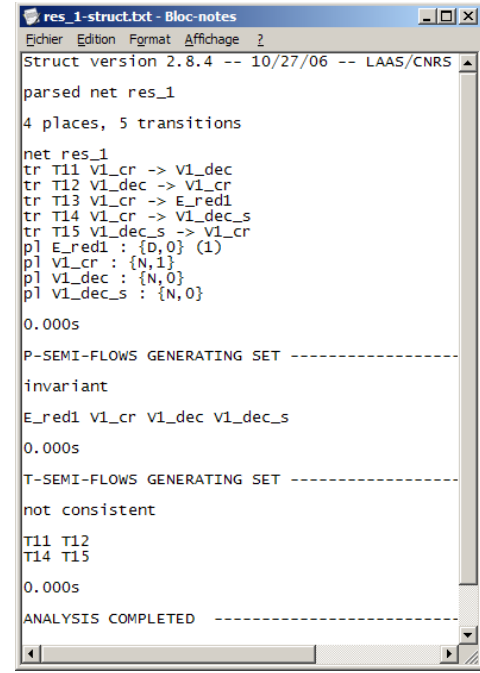 res_1-struct.txt - Bloc-notes
Fichier Edition Format Affichage ?
Struct version 2.8.4 -- 10/27/06 -- LAAS/CNRS
parsed net res_1
4 places, 5 transitions
net res_1
tr T11 V1_cr -> V1_dec
tr T12 V1_dec -> V1_cr
tr T13 V1_cr -> E_red1
tr T14 V1_cr -> V1_dec_s
tr T15 V1_dec_s -> V1_cr
pl E_red1 : {D,0} (1)
pl V1_cr : {N,1}
pl V1_dec : {N,0}
pl V1_dec_s : {N,0}
0.000s
P-SEMI-FLOWS GENERATING SET ------------------
invariant
E_red1 V1_cr V1_dec V1_dec_s
0.000s
T-SEMI-FLOWS GENERATING SET ------------------
not consistent
T11 T12
T14 T15
0.000s
ANALYSIS COMPLETED --------------------------